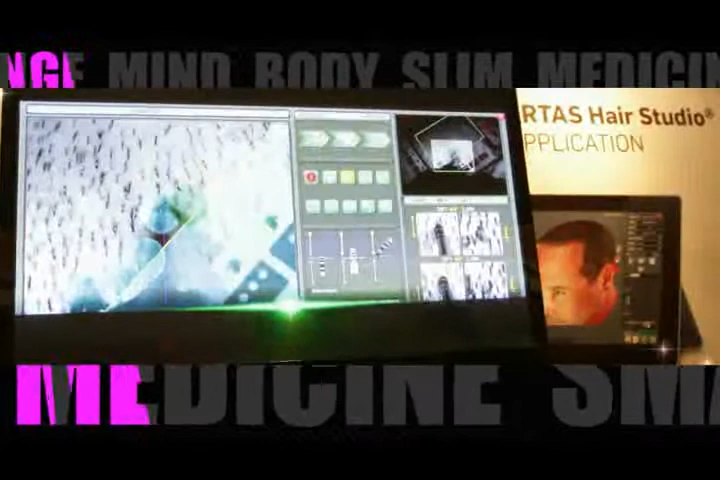 NGE MIND BODY SLIM MEDICIN
RTAS Hair Studio®
PPLICATION
MEDICINE SMA